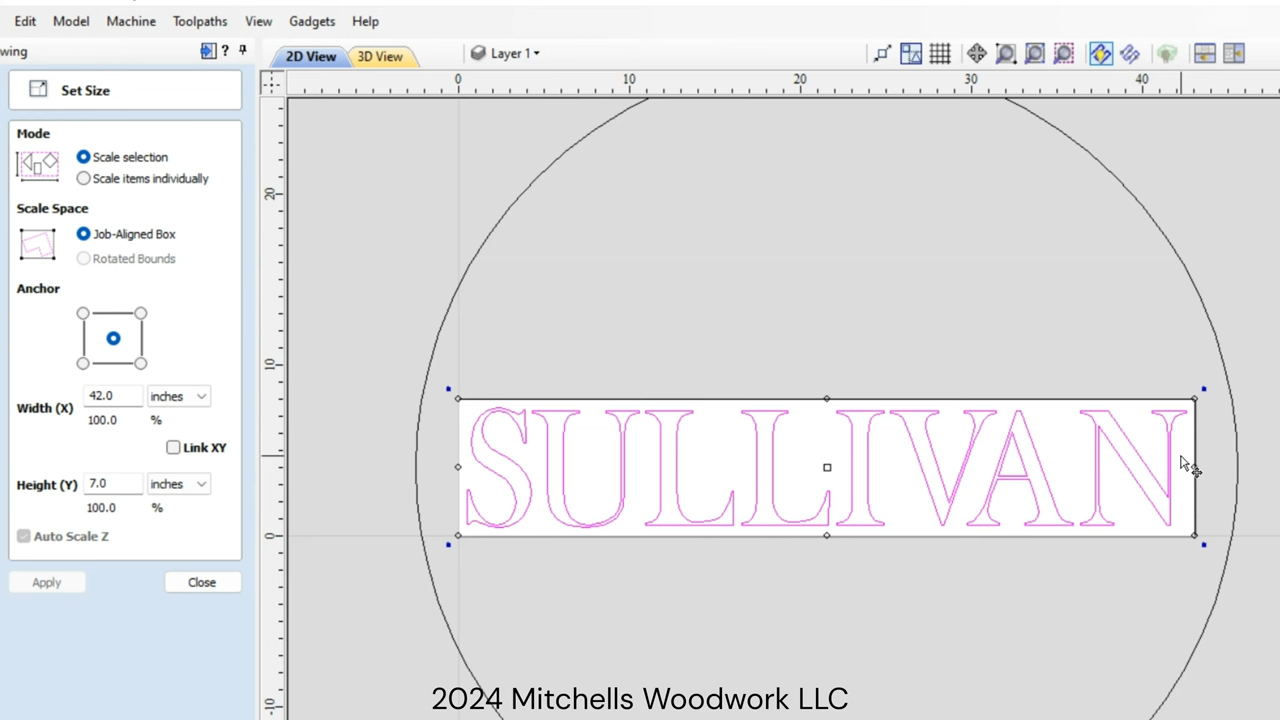 Edit Model Machine Toolpaths View Gadgets Help
wing ?
2D View 3D View Layer 1
Set Size
0 10 20 30 40
Mode
Scale selection
Scale items individually
20
Scale Space
Job-Aligned Box
Rotated Bounds
Anchor
10
Width (X) 42.0 inches
100.0 %
Link XY
SULLIVAN
Height (Y) 7.0 inches
100.0 %
0
Auto Scale Z
Apply Close
-10
2024 Mitchells Woodwork LLC